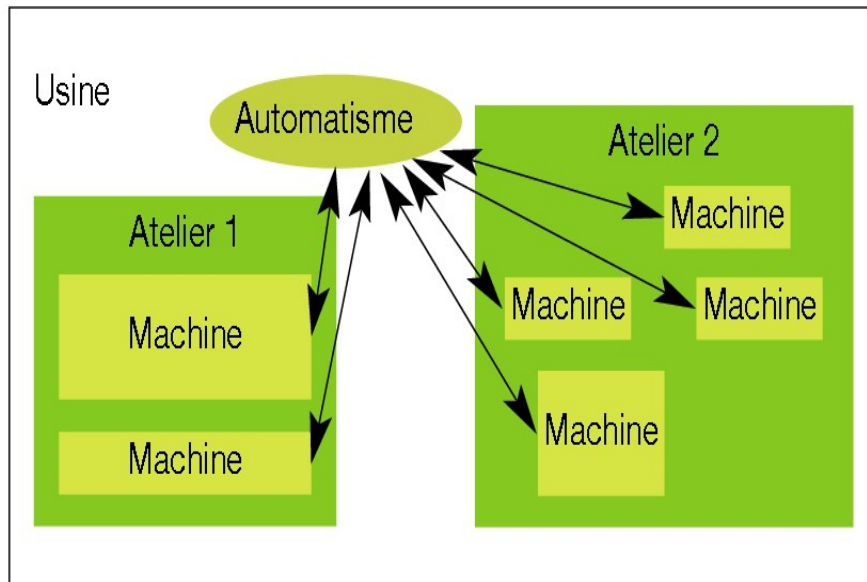 Usine
Automatisme
Atelier 1
Machine
Machine
Atelier 2
Machine
Machine
Machine
Machine